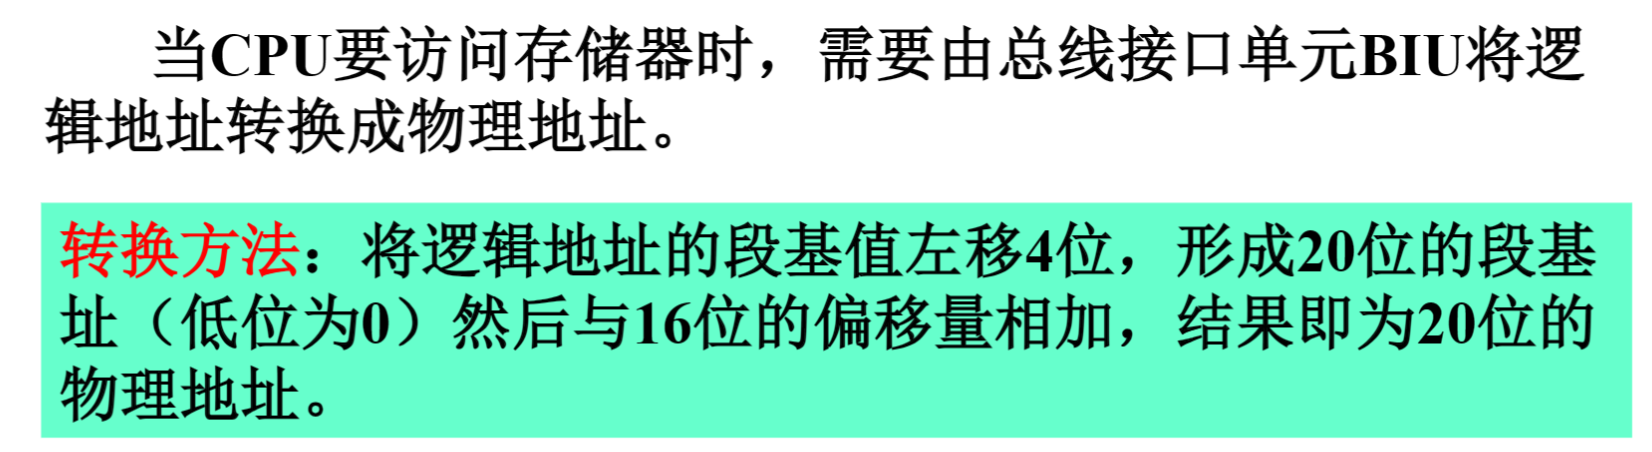 当CPU要访问存储器时，需要由总线接口单元BIU将逻
辑地址转换成物理地址。
转换方法：将逻辑地址的段基值左移4位，形成20位的段基
址（低位为0）然后与16位的偏移量相加，结果即为20位的
物理地址。